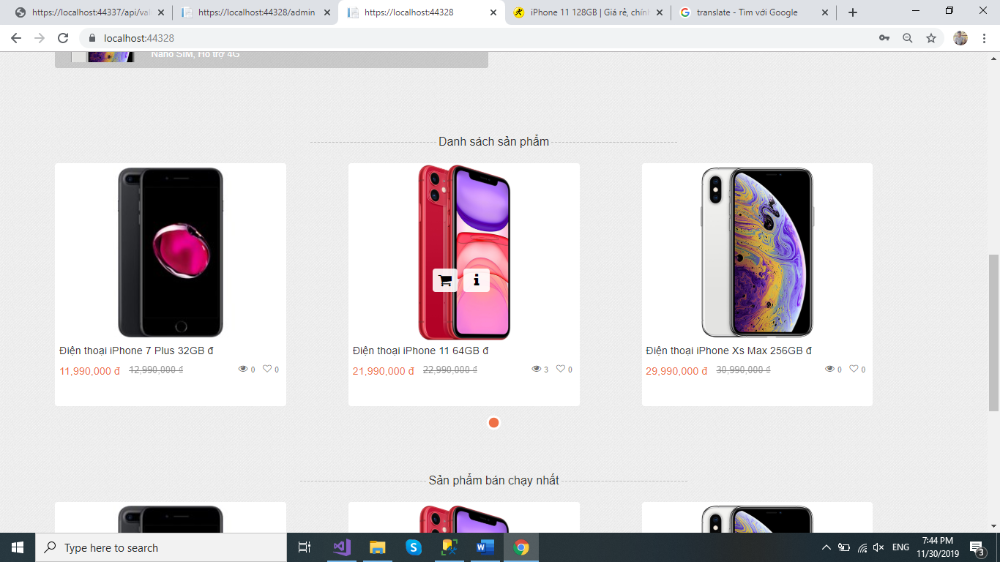 https://localhost:44337/api/val
https://localhost:44328/admin
https://localhost:44328
iPhone 11 128GB | Giá rẻ, chính
translate - Tìm với Google
localhost:44328
Nano SIM, Hỗ trợ 4G
Danh sách sản phẩm
Điện thoại iPhone 7 Plus 32GB đ
11,990,000 đ 12,990,000 đ 0 0
Điện thoại iPhone 11 64GB đ
21,990,000 đ 22,990,000 đ 3 0
Điện thoại iPhone Xs Max 256GB đ
29,990,000 đ 30,990,000 đ 0 0
Sản phẩm bán chạy nhất
Type here to search
ENG
7:44 PM
11/30/2019
3